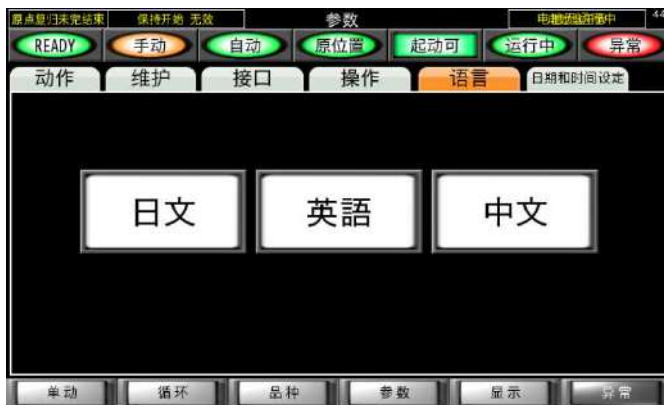 原点复归未完结束 保持开始 无效 参数 44
READY 手动 自动 原位置 起动可 运行中 异常
动作 维护 接口 操作 语言 日期和时间设定
日文 英語 中文
单动 循环 品种 参数 显示 异常